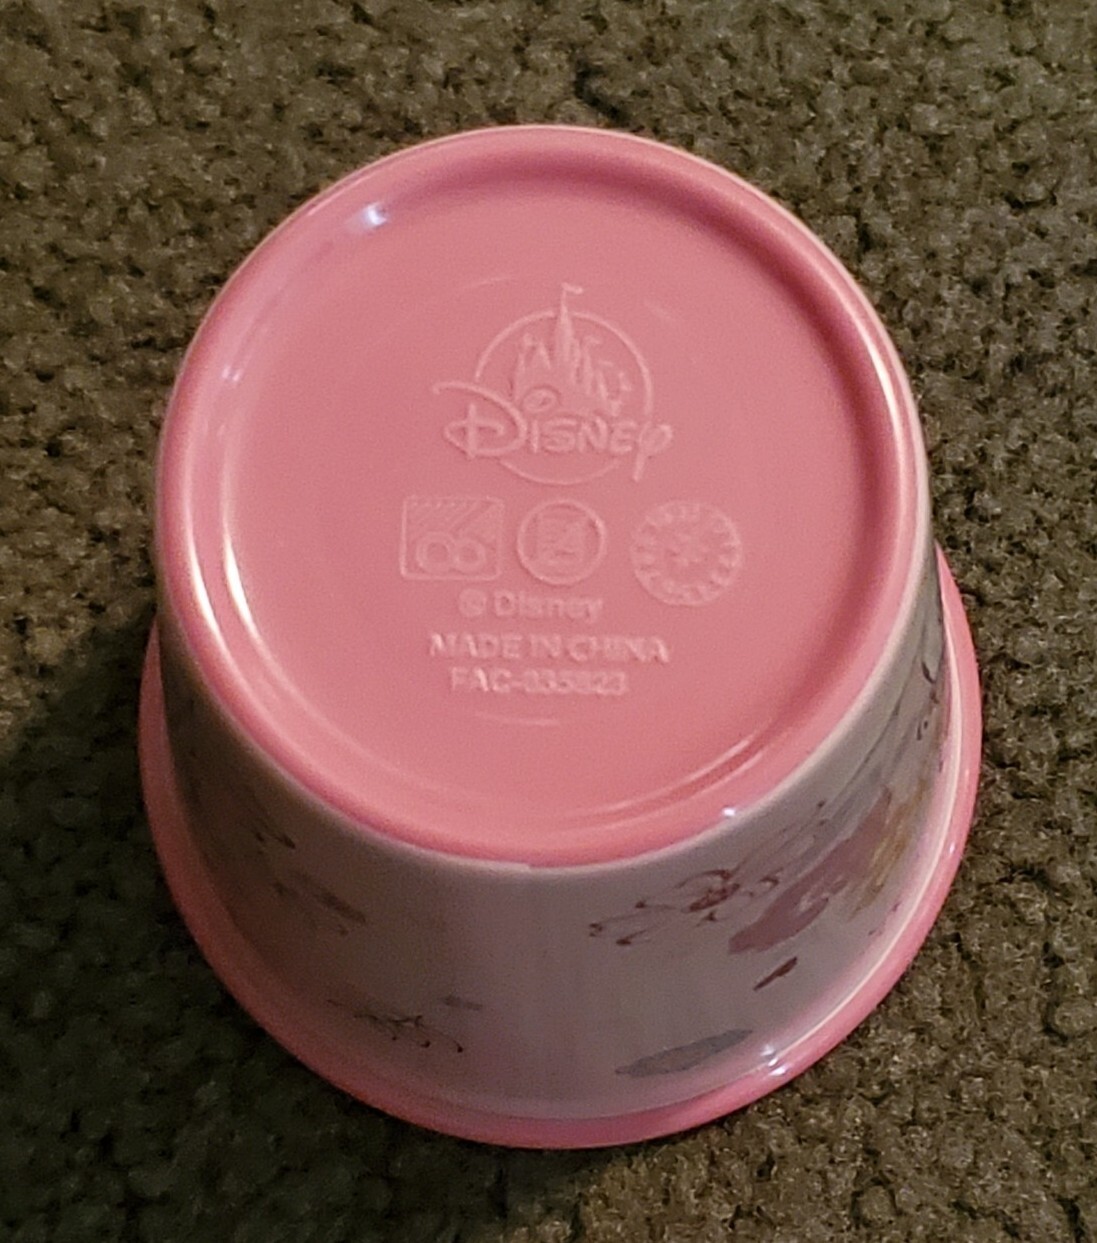 Disney
© Disney
MADE IN CHINA
FAC-035823